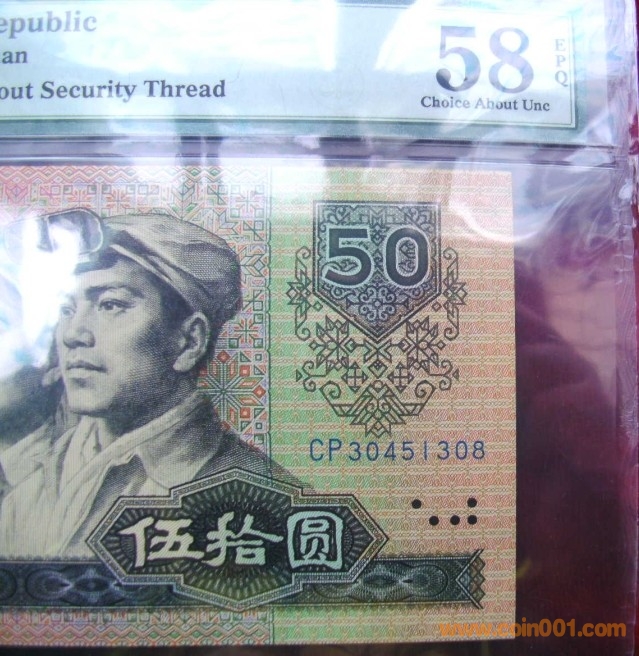 epublic
an
out Security Thread
58
EPQ
Choice About Unc
50
CP30451308
伍拾圆
www.coin001.com